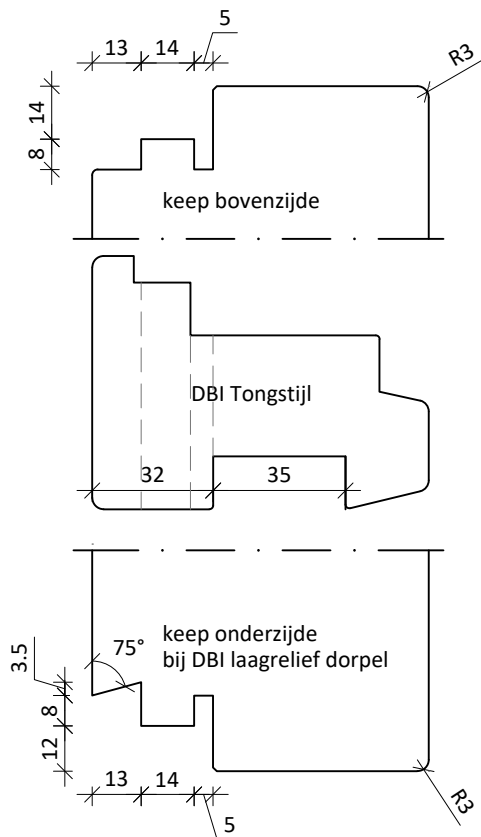 5
13 14
R3
14
8
keep bovenzijde
DBI Tongstijl
32 35
3.5
75°
keep onderzijde
bij DBI laagrelief dorpel
8
12
13 14
R3
5